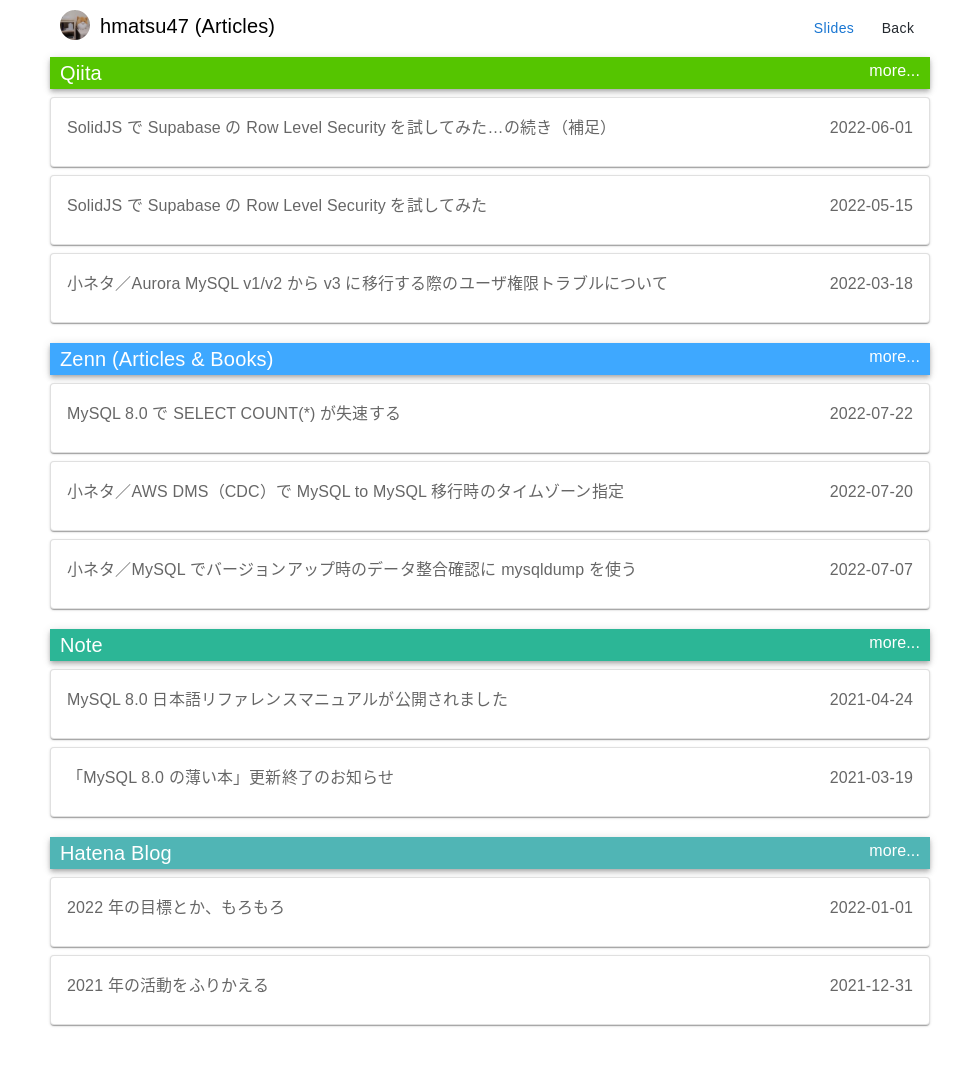 hmatsu47 (Articles)
Slides
Back
Qiita
more...
SolidJS で Supabase の Row Level Security を試してみた…の続き（補足）
2022-06-01
SolidJS で Supabase の Row Level Security を試してみた
2022-05-15
小ネタ／Aurora MySQL v1/v2 から v3 に移行する際のユーザ権限トラブルについて
2022-03-18
Zenn (Articles & Books)
more...
MySQL 8.0 で SELECT COUNT(*) が失速する
2022-07-22
小ネタ／AWS DMS（CDC）で MySQL to MySQL 移行時のタイムゾーン指定
2022-07-20
小ネタ／MySQL でバージョンアップ時のデータ整合確認に mysqldump を使う
2022-07-07
Note
more...
MySQL 8.0 日本語リファレンスマニュアルが公開されました
2021-04-24
「MySQL 8.0 の薄い本」更新終了のお知らせ
2021-03-19
Hatena Blog
more...
2022 年の目標とか、もろもろ
2022-01-01
2021 年の活動をふりかえる
2021-12-31